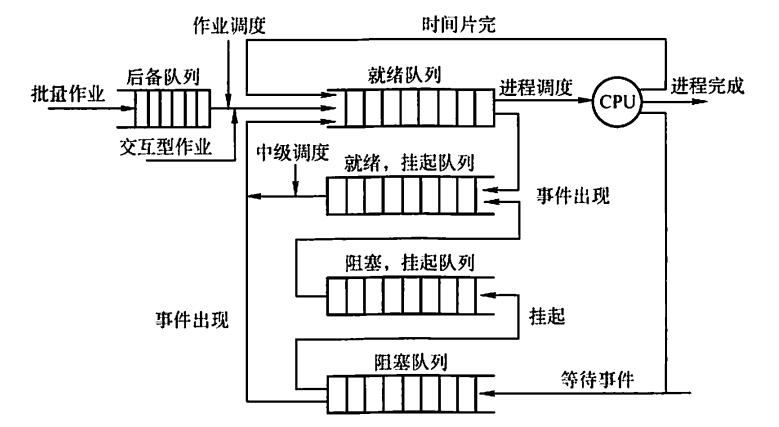 作业调度
时间片完
后备队列
就绪队列
批量作业
进程调度
CPU
进程完成
交互型作业
中级调度
就绪，挂起队列
事件出现
阻塞，挂起队列
事件出现
挂起
阻塞队列
等待事件